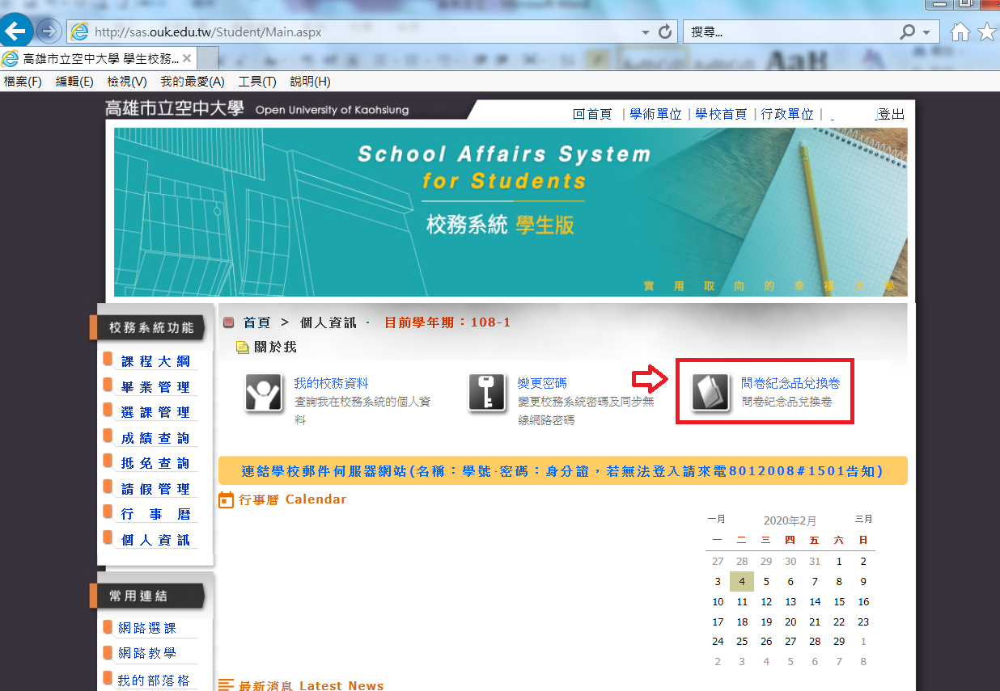 http://sas.ouk.edu.tw/Student/Main.aspx
搜尋...
高雄市立空中大學 學生校務...
檔案(F) 編輯(E) 檢視(V) 我的最愛(A) 工具(T) 說明(H)
高雄市立空中大學 Open University of Kaohsiung
回首頁 | 學術單位 | 學校首頁 | 行政單位 | 登出
School Affairs System
for Students
校務系統 學生版
實用取向的幸福大學
校務系統功能
課程大綱
畢業管理
選課管理
成績查詢
抵免查詢
請假管理
行事曆
個人資訊
常用連結
網路選課
網路教學
我的部落格
首頁 > 個人資訊 · 目前學年期：108-1
關於我
我的校務資料
查詢我在校務系統的個人資
料
變更密碼
變更校務系統密碼及同步無
線網路密碼
問卷紀念品兌換卷
問卷紀念品兌換卷
連結學校郵件伺服器網站(名稱：學號‧密碼：身分證，若無法登入請來電8012008#1501告知)
行事曆 Calendar
一月 2020年2月 三月
一 二 三 四 五 六 日
27 28 29 30 31 1 2
3 4 5 6 7 8 9
10 11 12 13 14 15 16
17 18 19 20 21 22 23
24 25 26 27 28 29 1
2 3 4 5 6 7 8
最新消息 Latest News